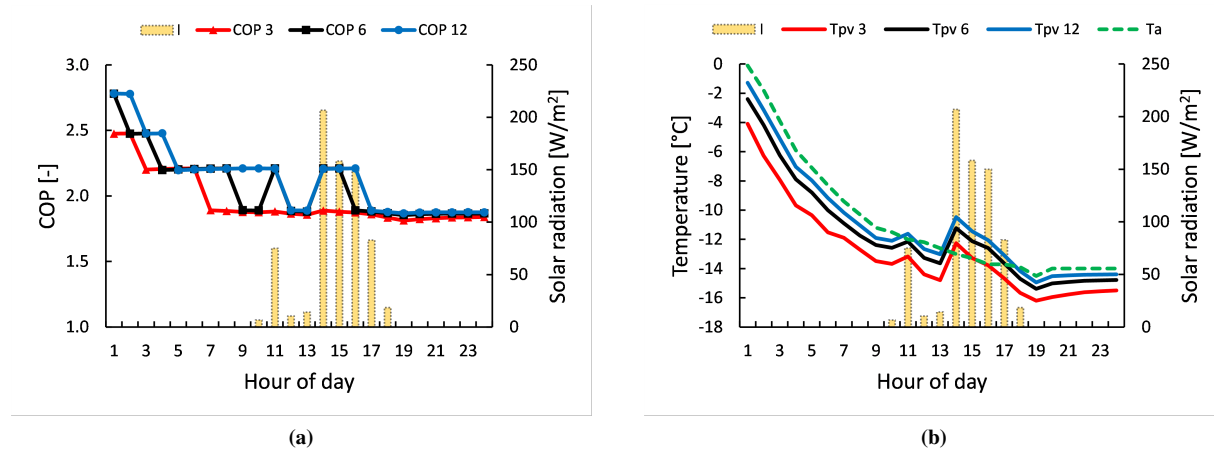 I COP 3 COP 6 COP 12
3.0
2.5
2.0
1.5
1.0
COP [-]
250
200
150
100
50
0
Solar radiation [W/m²]
1 3 5 7 9 11 13 15 17 19 21 23
Hour of day
(a)
I Tpv 3 Tpv 6 Tpv 12 Ta
0
-2
-4
-6
-8
-10
-12
-14
-16
-18
Temperature [°C]
250
200
150
100
50
0
Solar radiation [W/m²]
1 3 5 7 9 11 13 15 17 19 21 23
Hour of day
(b)